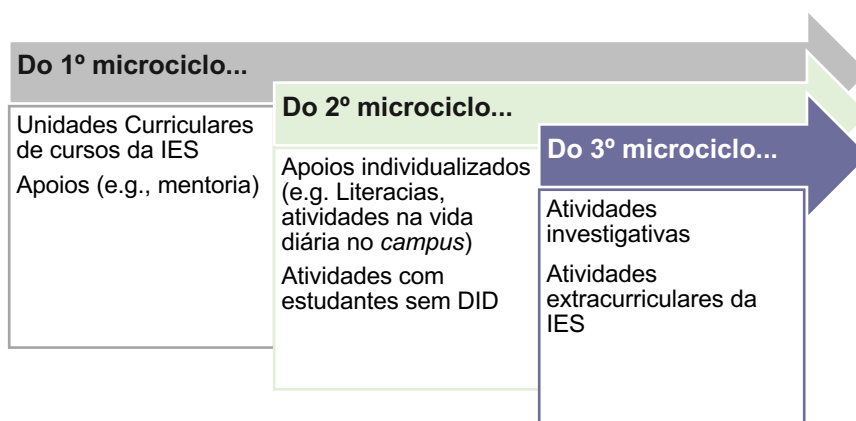 Do 1º microciclo...
Unidades Curriculares
de cursos da IES
Apoios (e.g., mentoria)
Do 2º microciclo...
Apoios individualizados
(e.g. Literacias,
atividades na vida
diária no campus)
Atividades com
estudantes sem DID
Do 3º microciclo...
Atividades
investigativas
Atividades
extracurriculares da
IES